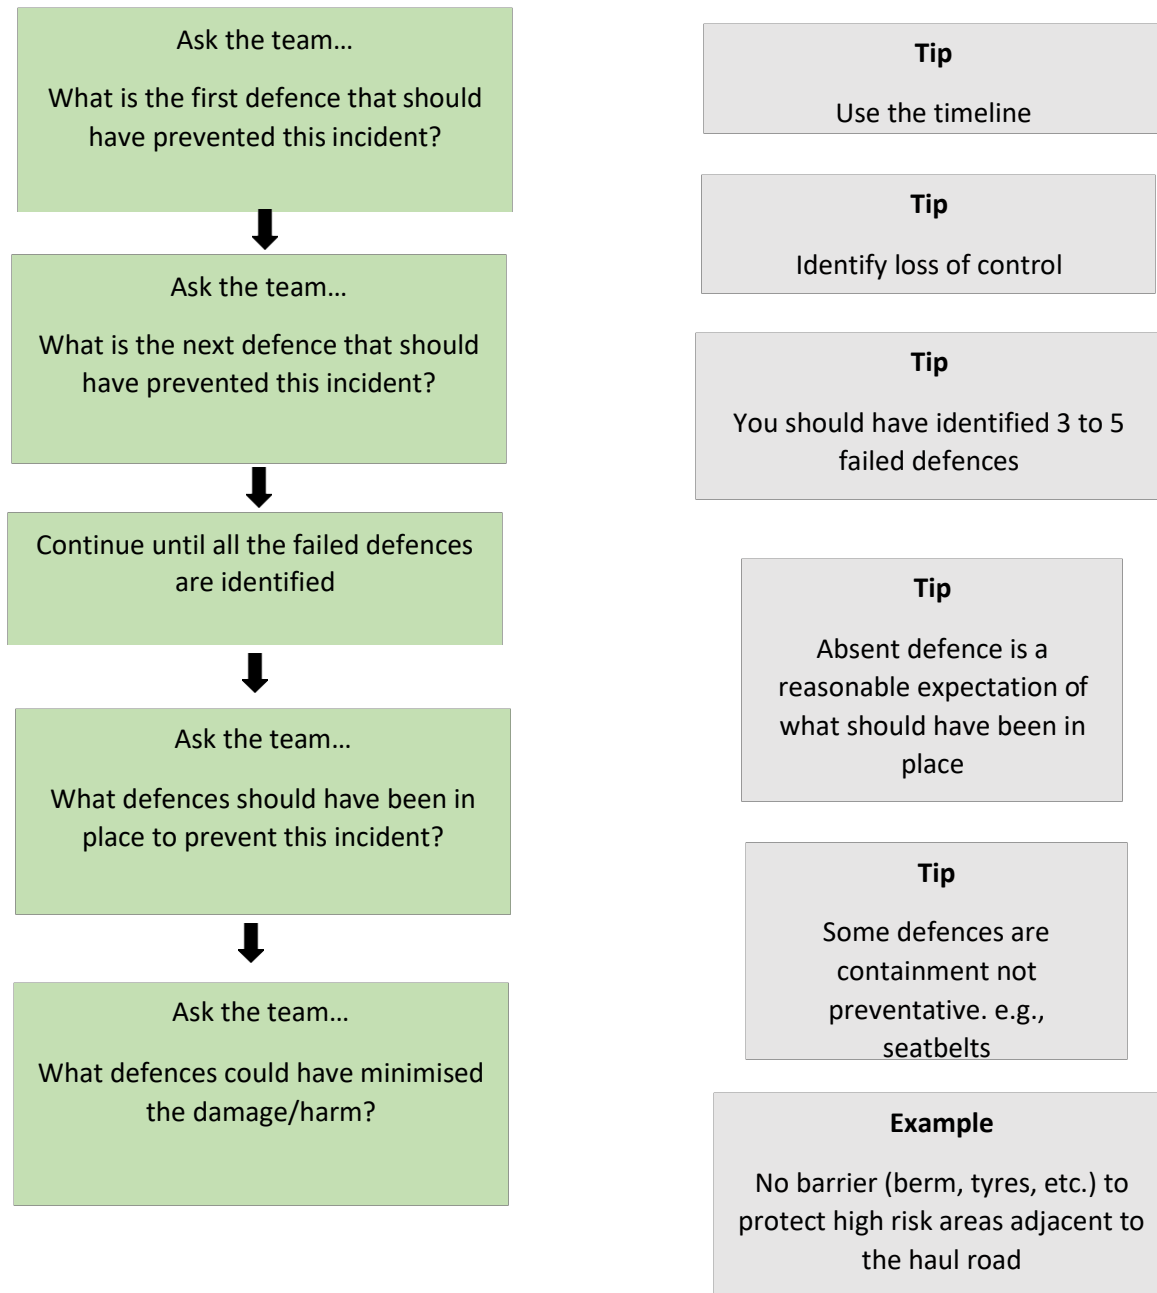 Ask the team…
What is the first defence that should
have prevented this incident?
Ask the team…
What is the next defence that should
have prevented this incident?
Continue until all the failed defences
are identified
Ask the team…
What defences should have been in
place to prevent this incident?
Ask the team…
What defences could have minimised
the damage/harm?
Tip
Use the timeline
Tip
Identify loss of control
Tip
You should have identified 3 to 5
failed defences
Tip
Absent defence is a
reasonable expectation of
what should have been in
place
Tip
Some defences are
containment not
preventative. e.g.,
seatbelts
Example
No barrier (berm, tyres, etc.) to
protect high risk areas adjacent to
the haul road